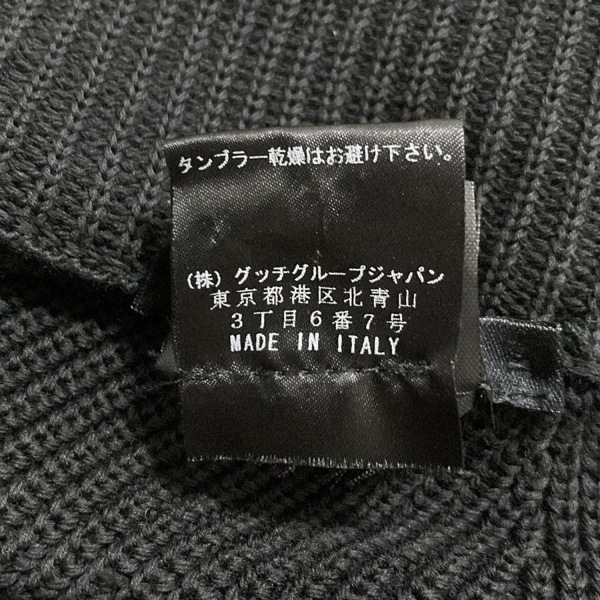 タンブラー乾燥はお避け下さい。
(株) グッチグループジャパン
東京都港区北青山
3丁目6番7号
MADE IN ITALY